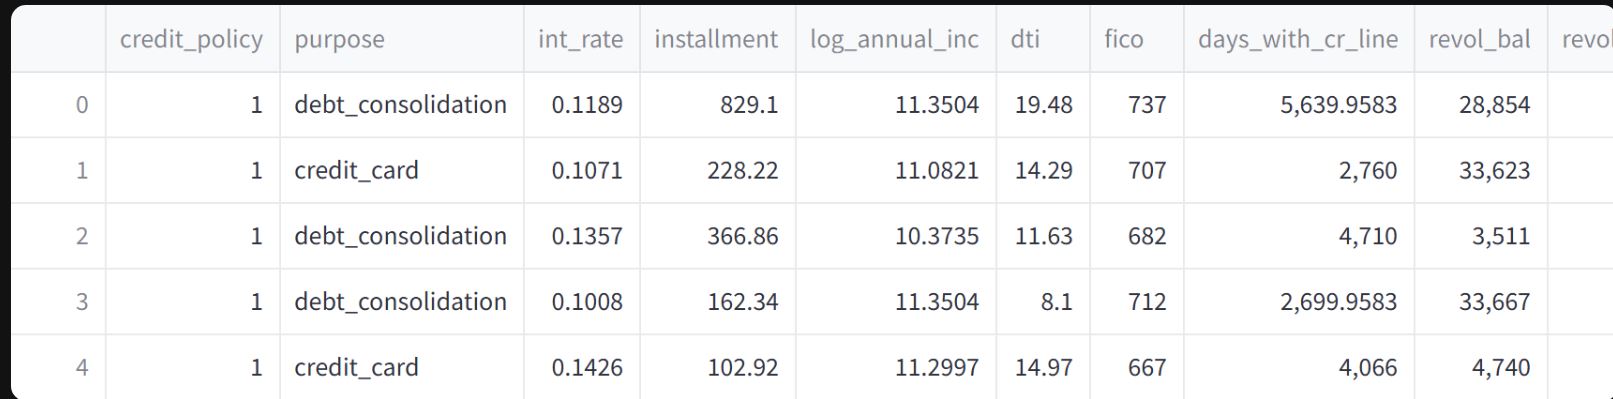 credit_policy purpose int_rate installment log_annual_inc dti fico days_with_cr_line revol_bal
0 1 debt_consolidation 0.1189 829.1 11.3504 19.48 737 5,639.9583 28,854
1 1 credit_card 0.1071 228.22 11.0821 14.29 707 2,760 33,623
2 1 debt_consolidation 0.1357 366.86 10.3735 11.63 682 4,710 3,511
3 1 debt_consolidation 0.1008 162.34 11.3504 8.1 712 2,699.9583 33,667
4 1 credit_card 0.1426 102.92 11.2997 14.97 667 4,066 4,740